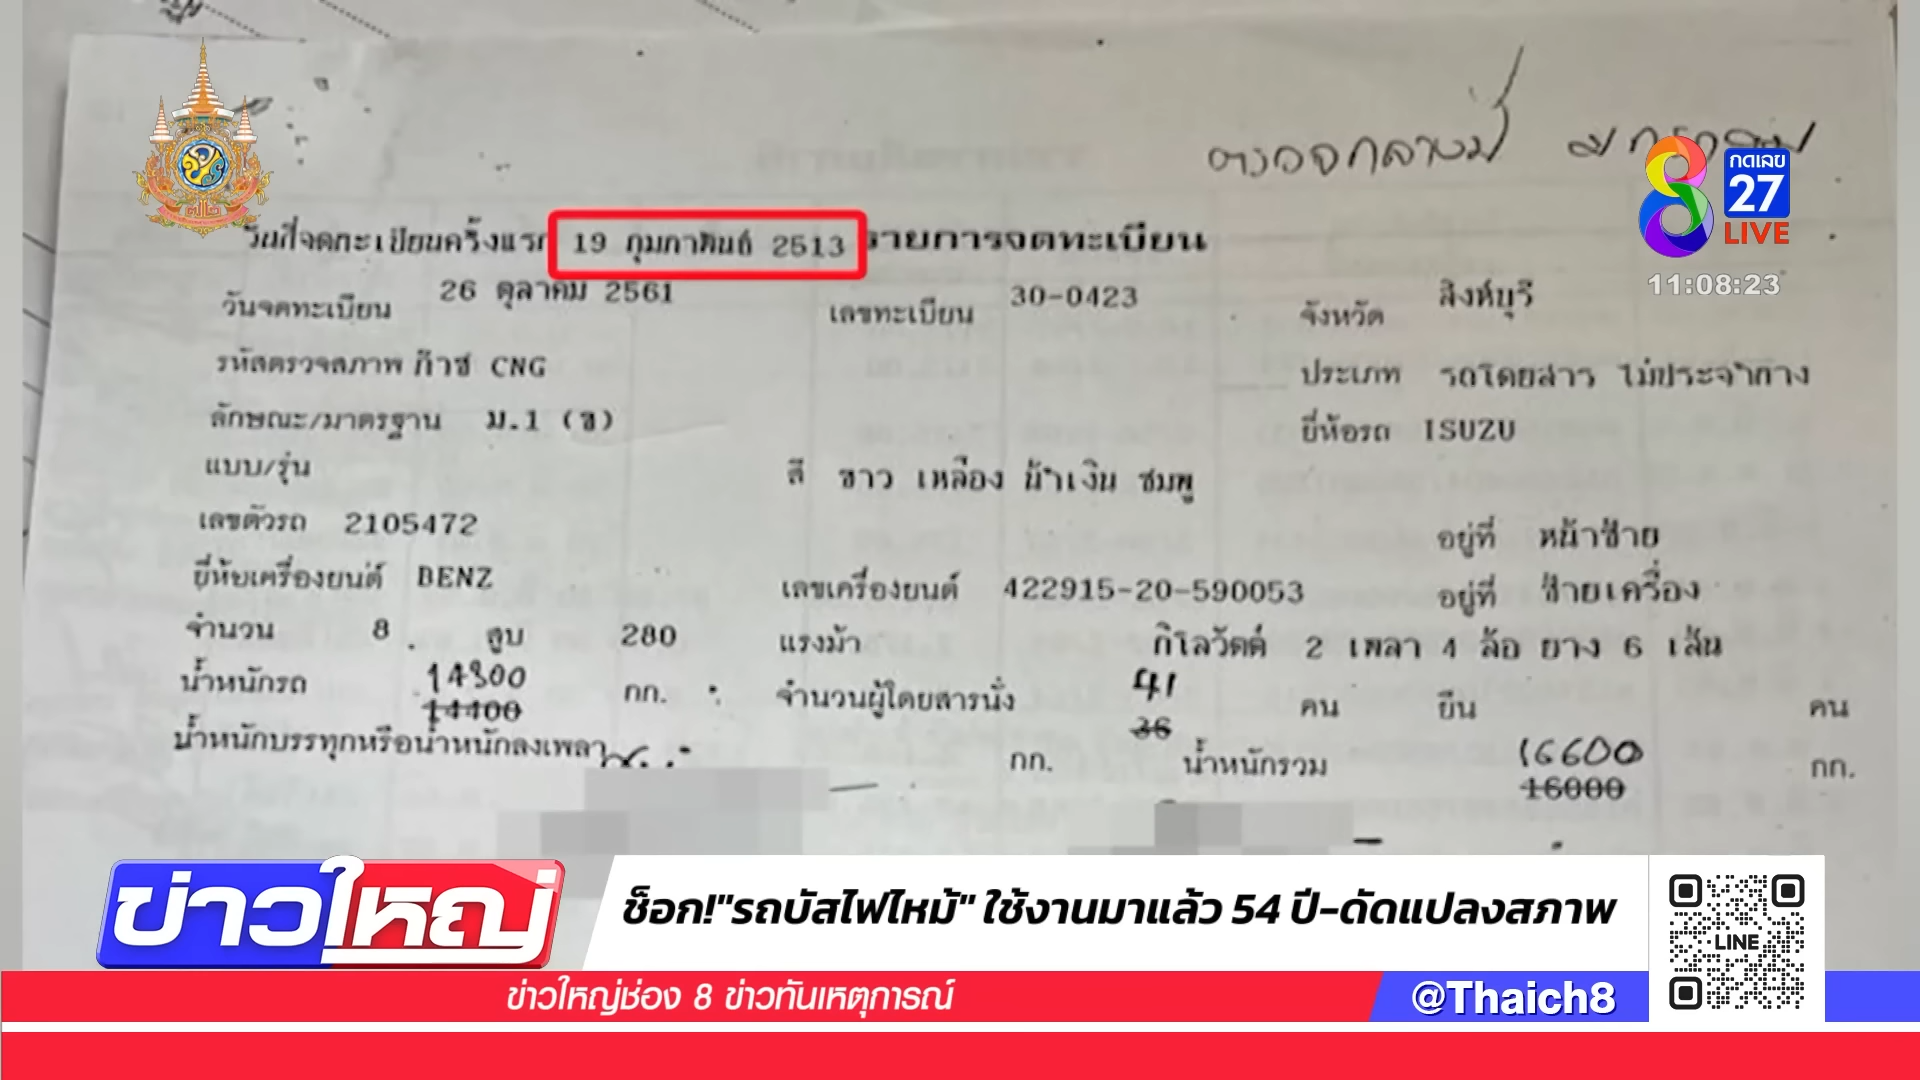 ตรวจกลางปี
กดเลข
27
LIVE
11:08:23
วันที่จดทะเบียนครั้งแรก 19 กุมภาพันธ์ 2513 รายการจดทะเบียน
วันจดทะเบียน 26 ตุลาคม 2561 เลขทะเบียน 30-0423 จังหวัด สิงห์บุรี
รหัสตรวจสภาพ ก๊าซ CNG ประเภท รถโดยสาร ไม่ประจำทาง
ลักษณะ/มาตรฐาน ม.1 (ข) ยี่ห้อรถ ISUZU
แบบ/รุ่น สี ขาว เหลือง น้ำเงิน ชมพู
เลขตัวรถ 2105472 อยู่ที่ หน้าซ้าย
ยี่ห้อเครื่องยนต์ BENZ เลขเครื่องยนต์ 422915-20-590053 อยู่ที่ ซ้ายเครื่อง
จำนวน 8 สูบ 280 แรงม้า กิโลวัตต์ 2 เพลา 4 ล้อ ยาง 6 เส้น
น้ำหนักรถ 14300 กก. จำนวนผู้โดยสารนั่ง 41 คน ยืน คน
14400 36
น้ำหนักบรรทุกหรือน้ำหนักลงเพลา กก. น้ำหนักรวม 16600 กก.
16000
ข่าวใหญ่
ช็อก!"รถบัสไฟไหม้" ใช้งานมาแล้ว 54 ปี-ดัดแปลงสภาพ
LINE
ข่าวใหญ่ช่อง 8 ข่าวทันเหตุการณ์
@Thaich8